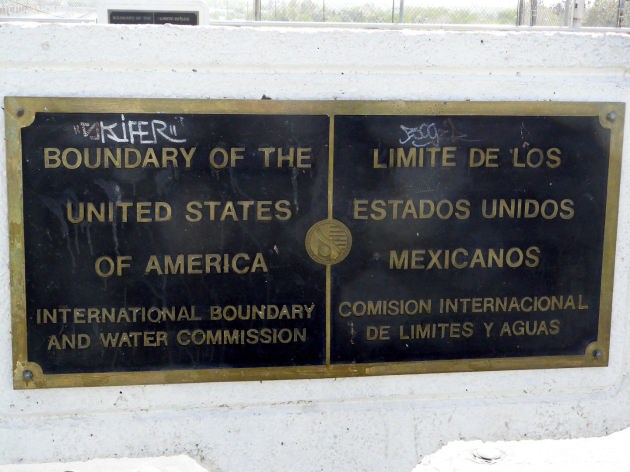 KIFER
BOUNDARY OF THE
UNITED STATES
OF AMERICA
INTERNATIONAL BOUNDARY
AND WATER COMMISSION
LIMITE DE LOS
ESTADOS UNIDOS
MEXICANOS
COMISION INTERNACIONAL
DE LIMITES Y AGUAS